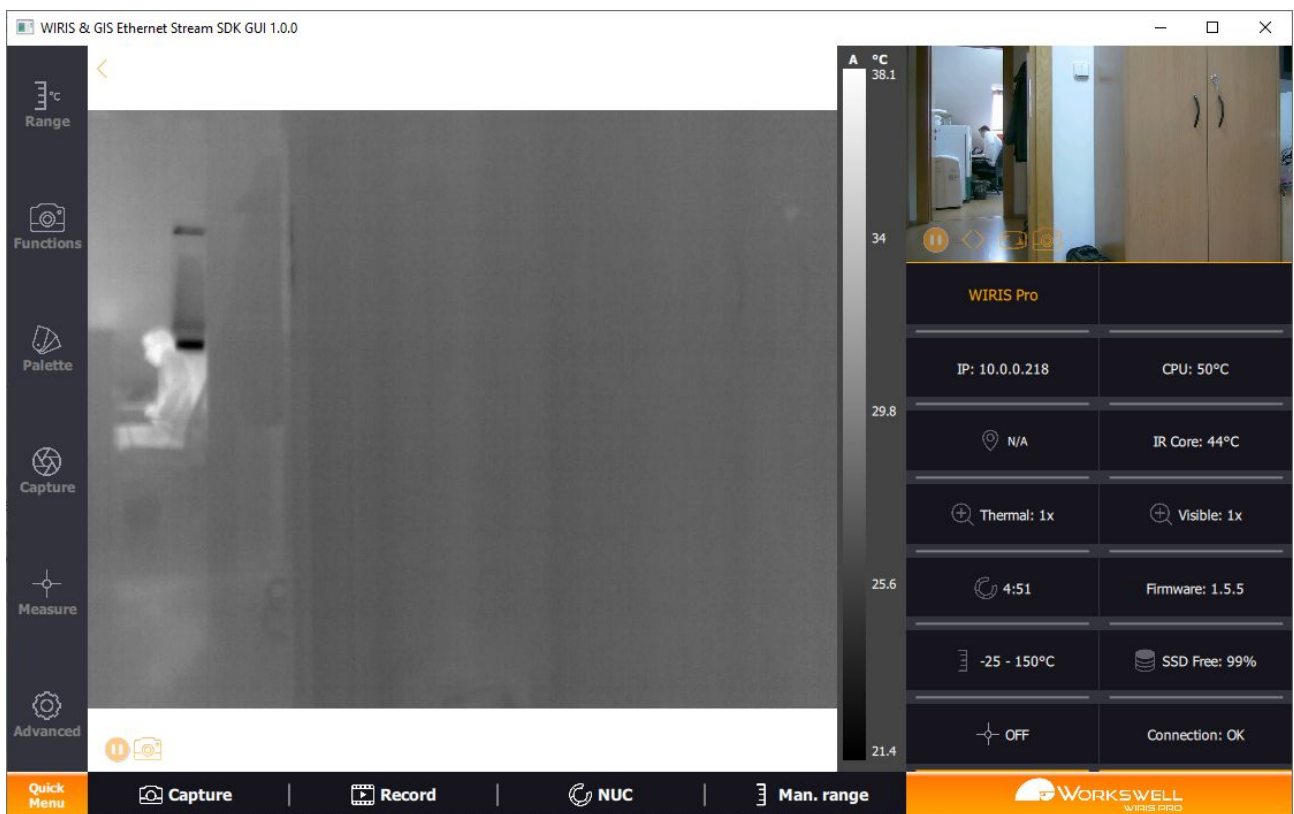 WIRIS & GIS Ethernet Stream SDK GUI 1.0.0
°C
Range
Functions
Palette
Capture
Measure
Advanced
A °C
38.1
34
29.8
25.6
21.4
WIRIS Pro
IP: 10.0.0.218
CPU: 50°C
N/A
IR Core: 44°C
Thermal: 1x
Visible: 1x
4:51
Firmware: 1.5.5
-25 - 150°C
SSD Free: 99%
OFF
Connection: OK
Quick
Menu
Capture
Record
NUC
Man. range
WORKSWELL
WIRIS PRO